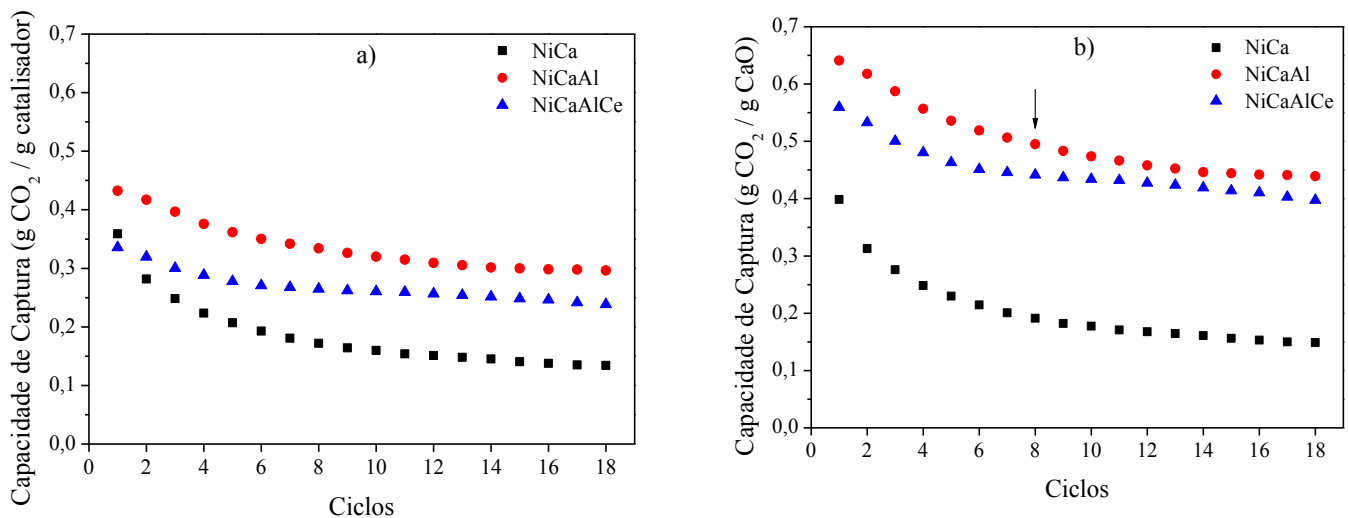 Capacidade de Captura (g CO₂ / g catalisador)
0,7
0,6
0,5
0,4
0,3
0,2
0,1
0,0
a)
NiCa
NiCaAl
NiCaAlCe
0 2 4 6 8 10 12 14 16 18
Ciclos
Capacidade de Captura (g CO₂ / g CaO)
0,7
0,6
0,5
0,4
0,3
0,2
0,1
0,0
b)
NiCa
NiCaAl
NiCaAlCe
0 2 4 6 8 10 12 14 16 18
Ciclos